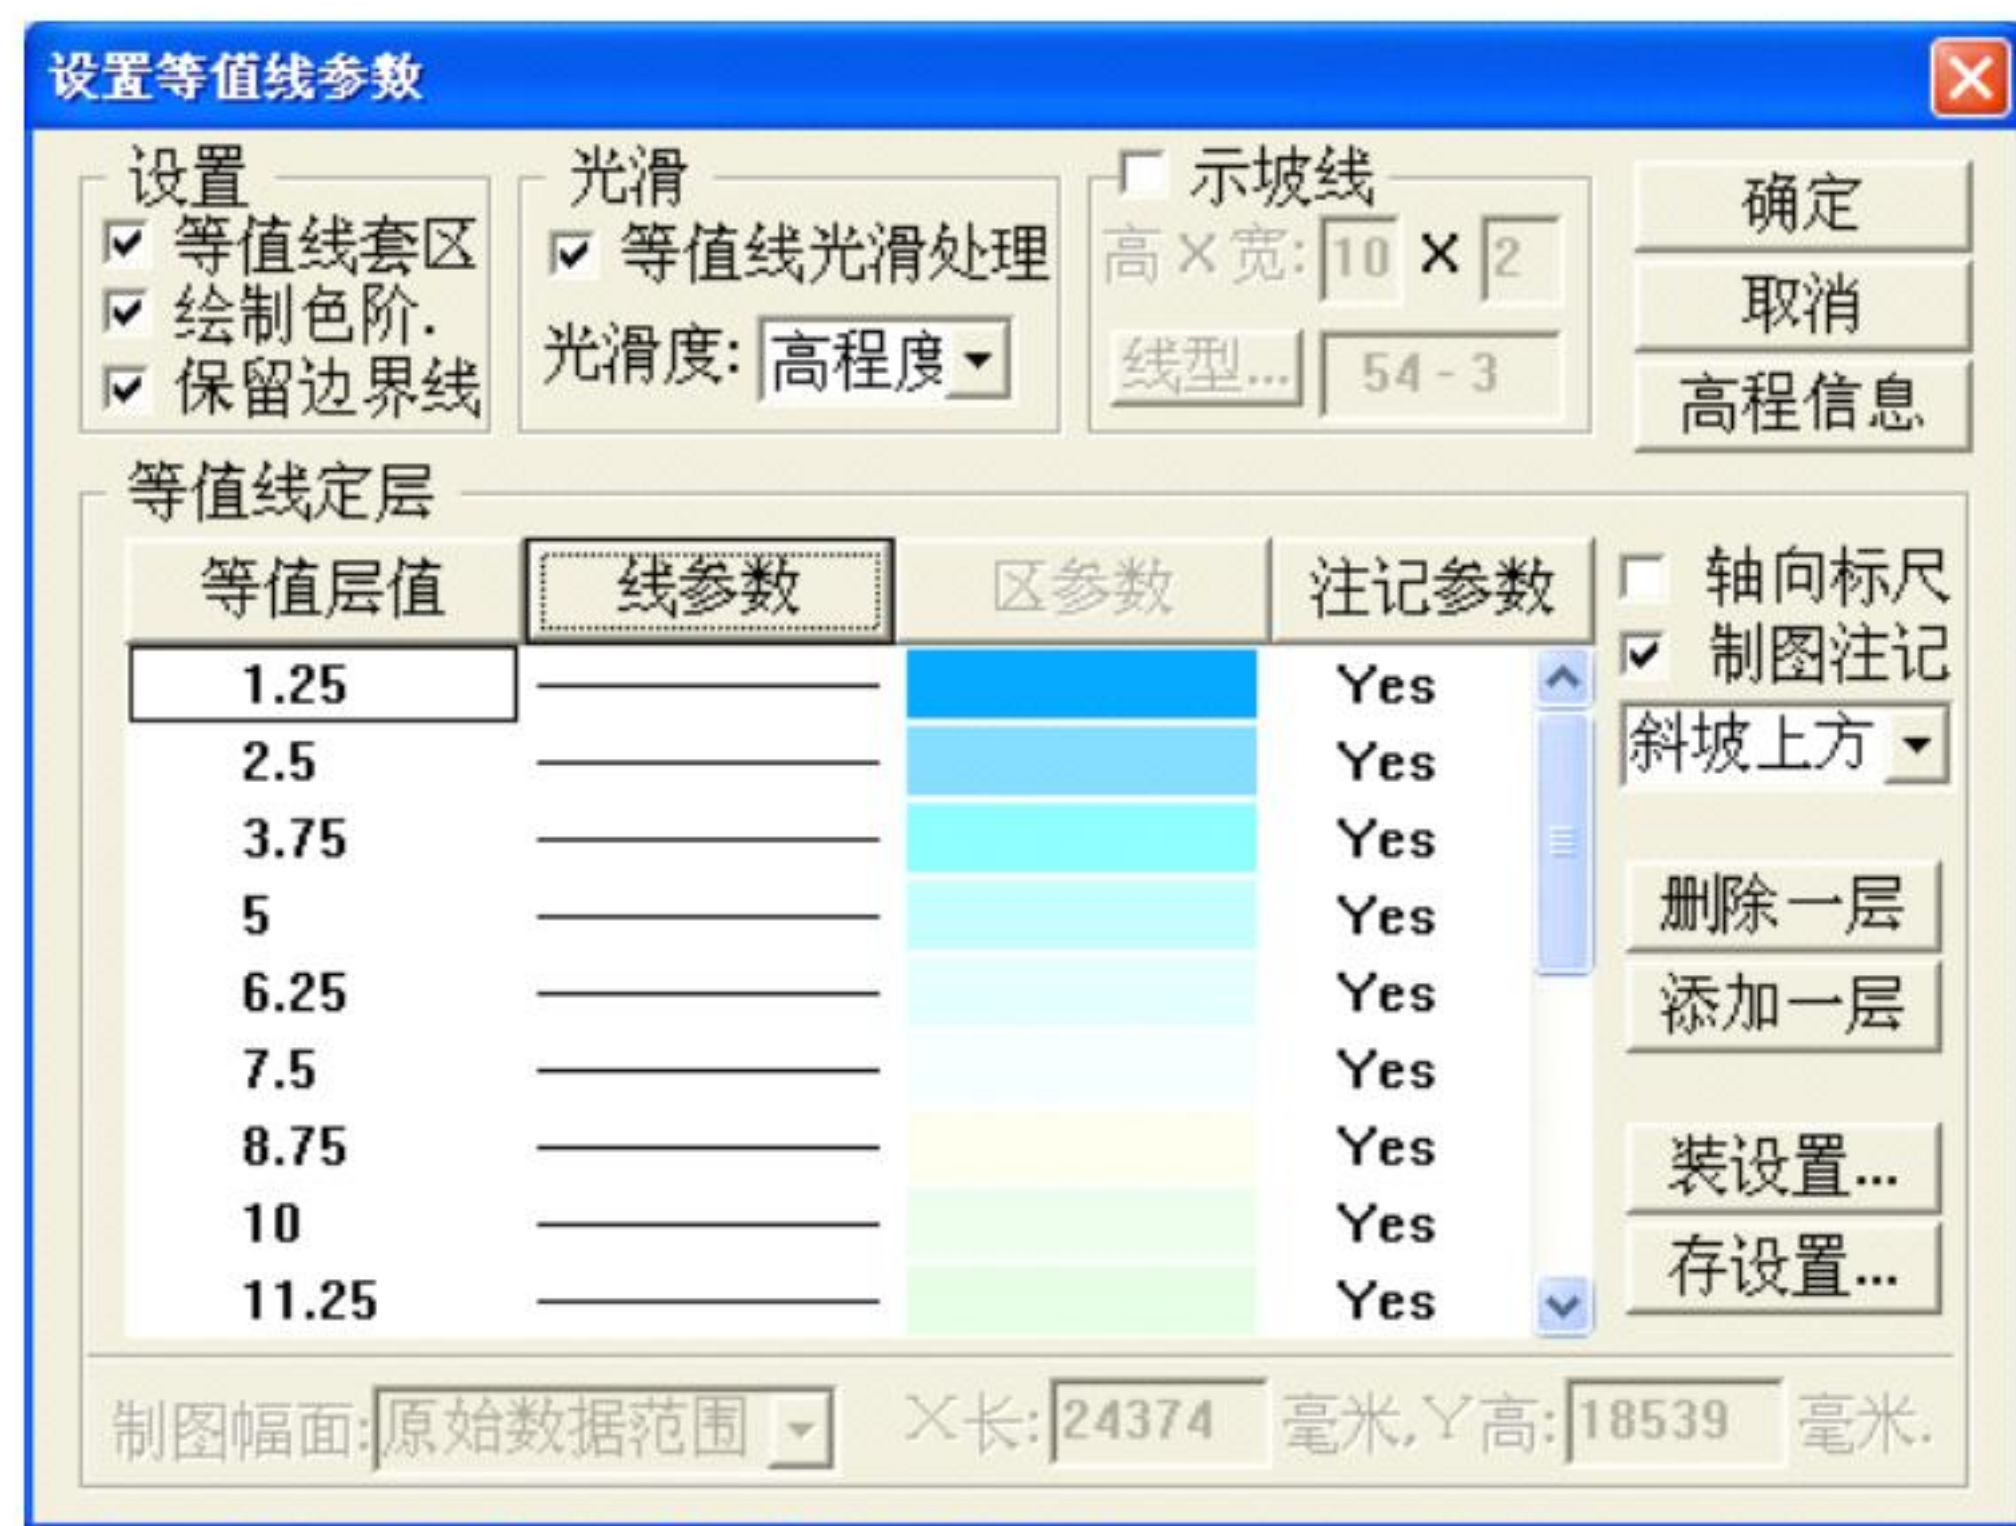 设置等值线参数
设置
等值线套区
绘制色阶.
保留边界线
光滑
等值线光滑处理
光滑度: 高程度
示坡线
高×宽: 10 × 2
线型... 54 - 3
确定
取消
高程信息
等值线定层
等值层值 线参数 区参数 注记参数
1.25 Yes
2.5 Yes
3.75 Yes
5 Yes
6.25 Yes
7.5 Yes
8.75 Yes
10 Yes
11.25 Yes
轴向标尺
制图注记
斜坡上方
删除一层
添加一层
装设置...
存设置...
制图幅面: 原始数据范围 X长: 24374 毫米,Y高: 18539 毫米.